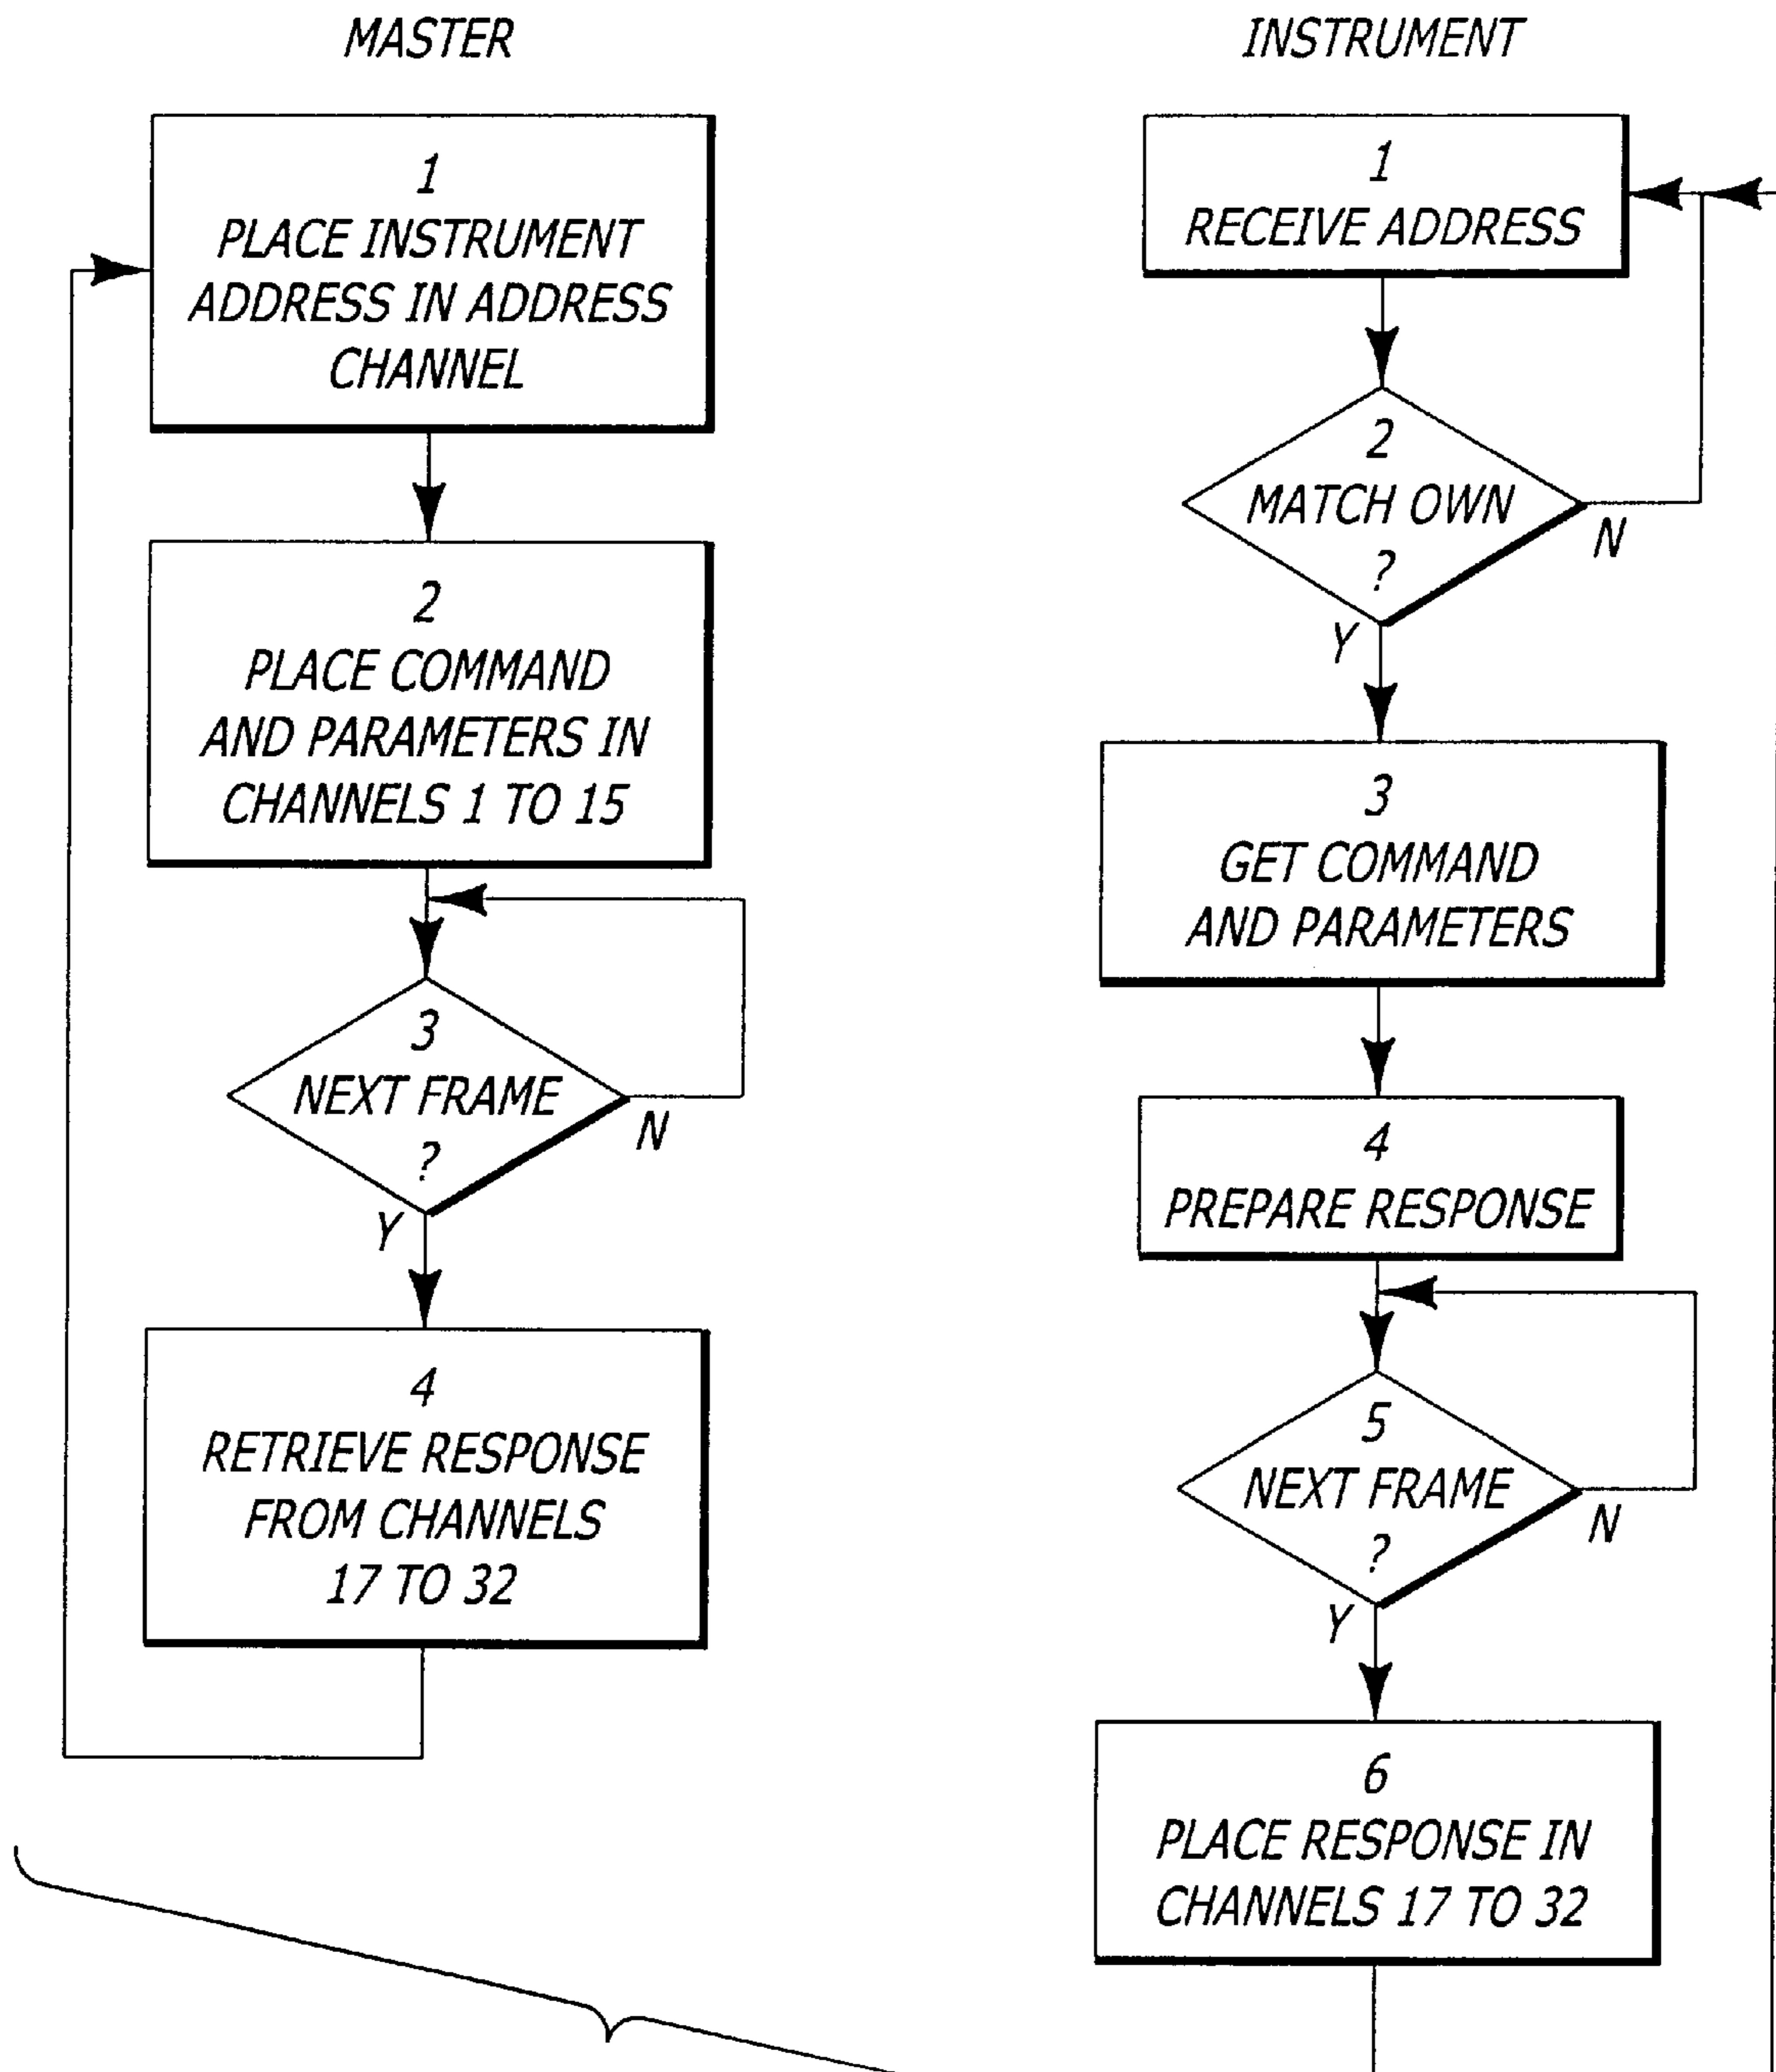 MASTER
1
PLACE INSTRUMENT
ADDRESS IN ADDRESS
CHANNEL
2
PLACE COMMAND
AND PARAMETERS IN
CHANNELS 1 TO 15
3
NEXT FRAME
?
N
Y
4
RETRIEVE RESPONSE
FROM CHANNELS
17 TO 32
INSTRUMENT
1
RECEIVE ADDRESS
2
MATCH OWN
?
N
Y
3
GET COMMAND
AND PARAMETERS
4
PREPARE RESPONSE
5
NEXT FRAME
?
N
Y
6
PLACE RESPONSE IN
CHANNELS 17 TO 32